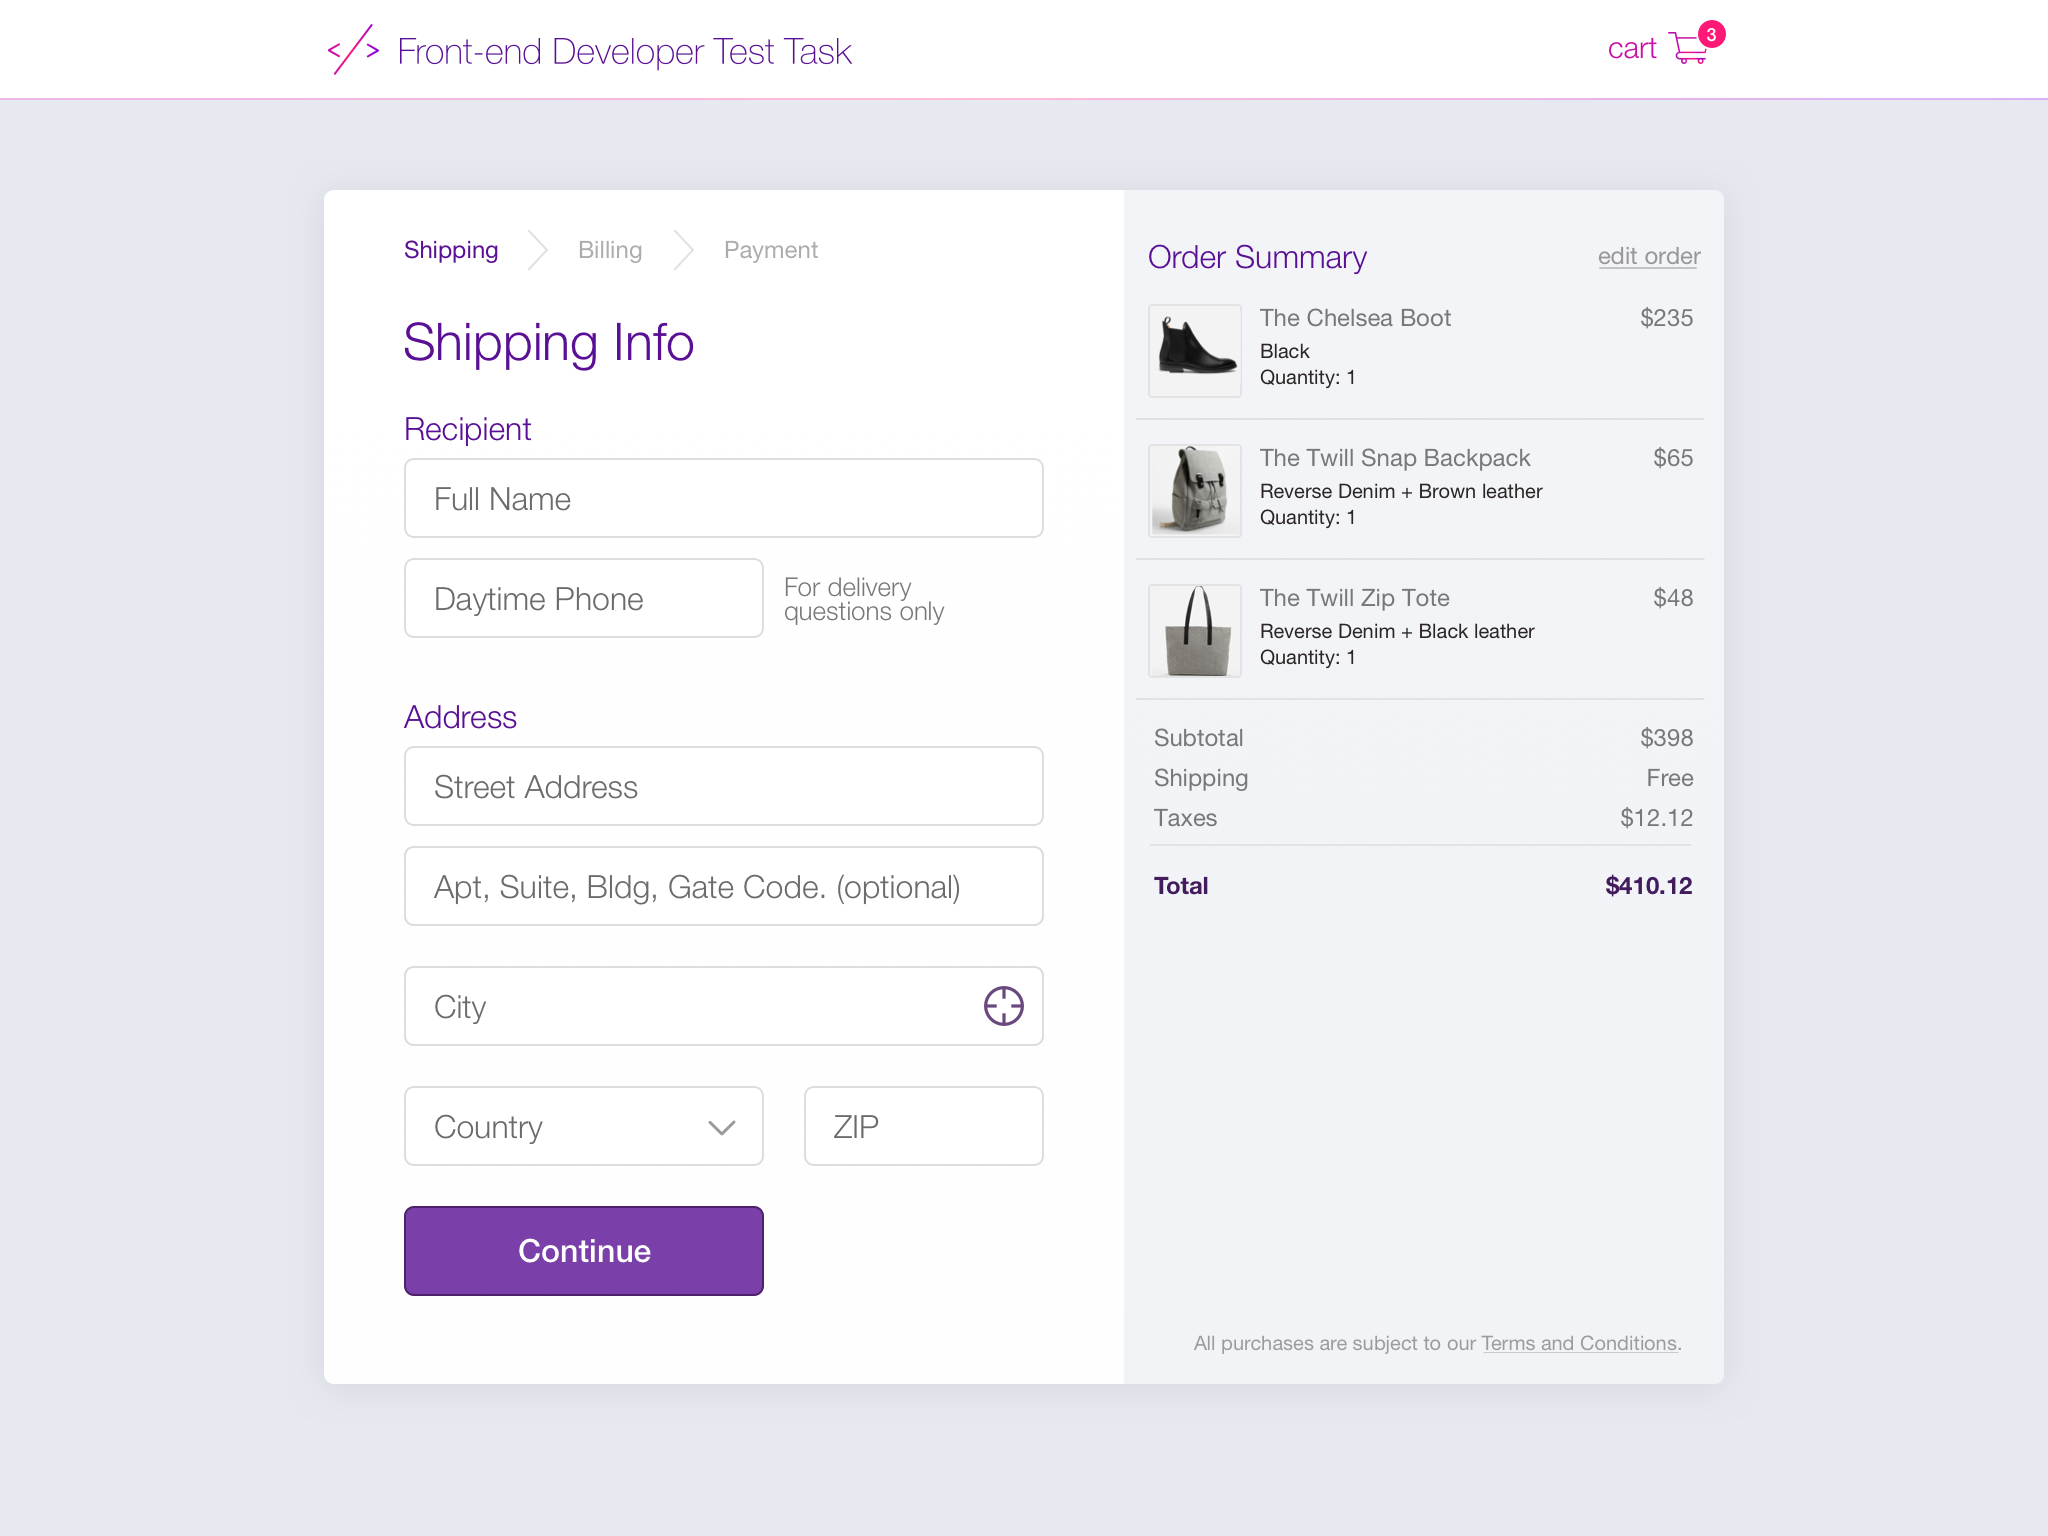 </> Front-end Developer Test Task
cart 3
Shipping Billing Payment
Shipping Info
Recipient
Full Name
Daytime Phone
For delivery
questions only
Address
Street Address
Apt, Suite, Bldg, Gate Code. (optional)
City
Country
ZIP
Continue
Order Summary edit order
The Chelsea Boot $235
Black
Quantity: 1
The Twill Snap Backpack $65
Reverse Denim + Brown leather
Quantity: 1
The Twill Zip Tote $48
Reverse Denim + Black leather
Quantity: 1
Subtotal $398
Shipping Free
Taxes $12.12
Total $410.12
All purchases are subject to our Terms and Conditions.